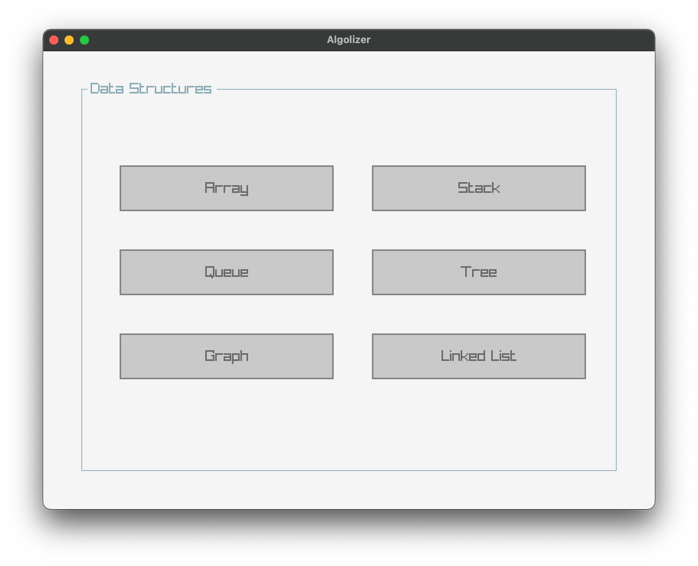 Algolizer
Data Structures
Array
Stack
Queue
Tree
Graph
Linked List